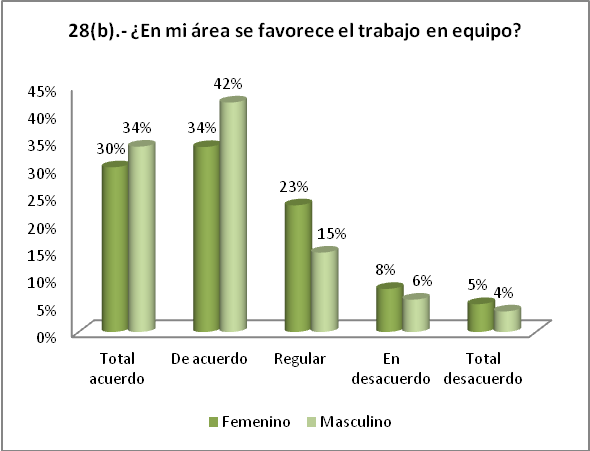 28(b).- ¿En mi área se favorece el trabajo en equipo?
45%
40%
35%
30%
25%
20%
15%
10%
5%
0%
30%
34%
34%
42%
23%
15%
8%
6%
5%
4%
Total acuerdo
De acuerdo
Regular
En desacuerdo
Total desacuerdo
Femenino
Masculino